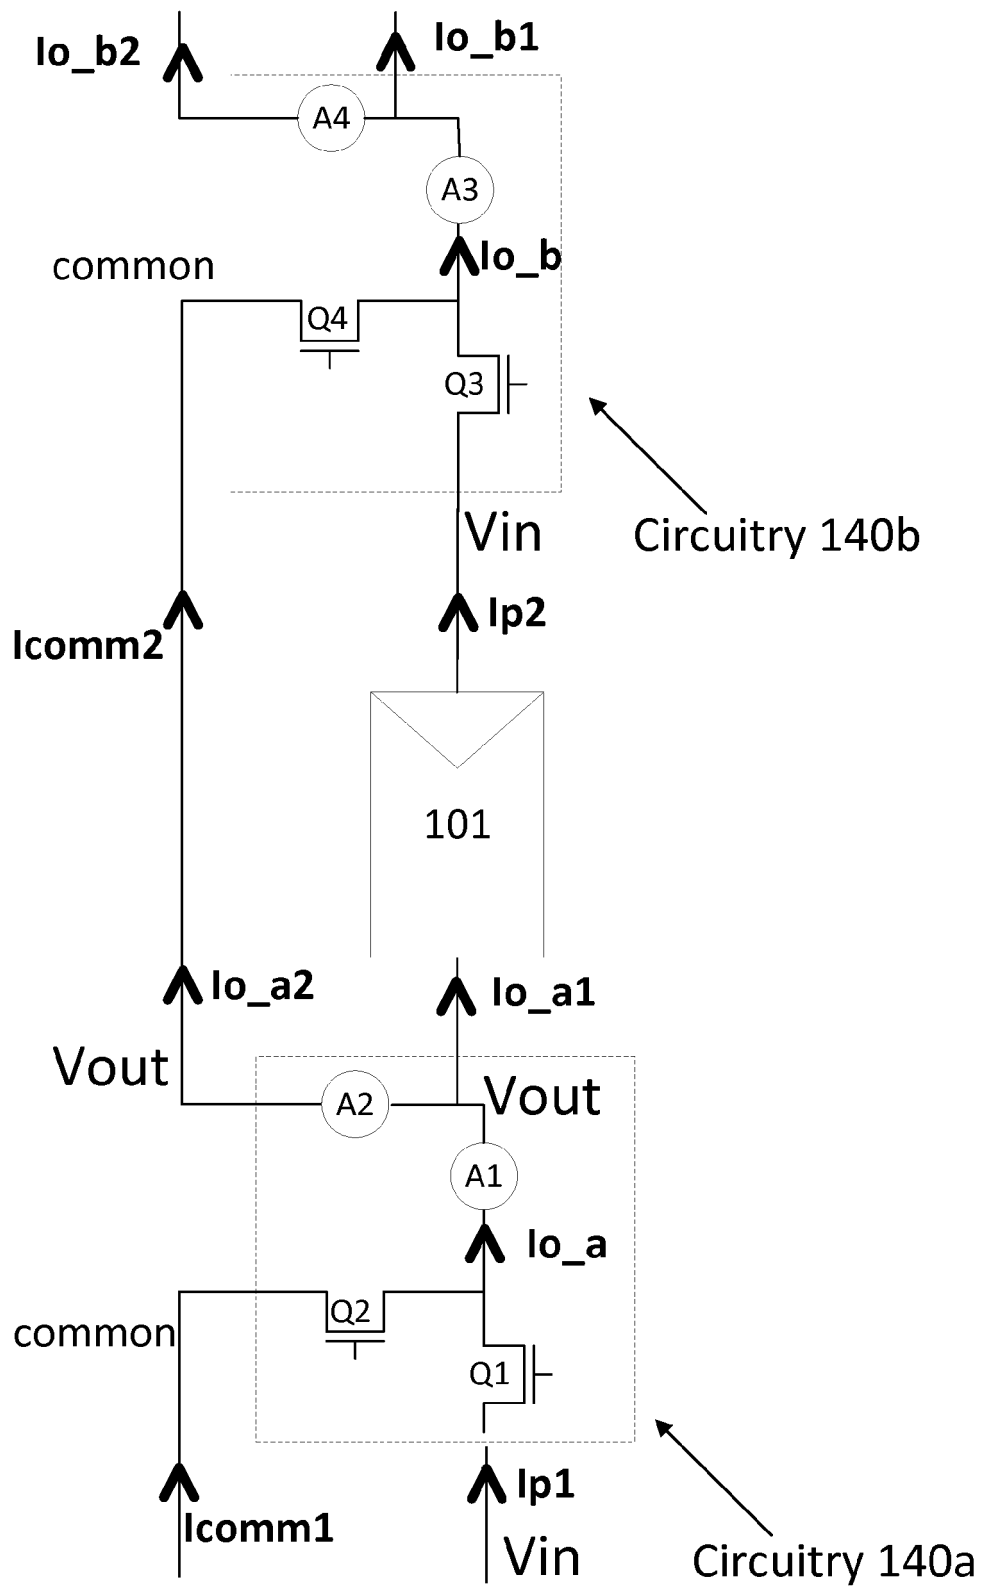 Io_b2
Io_b1
A4
A3
Io_b
common
Q4
Q3
Vin
Circuitry 140b
Ip2
Icomm2
101
Io_a2
Io_a1
Vout
Vout
A2
A1
Io_a
Q2
common
Q1
Ip1
Icomm1
Vin
Circuitry 140a